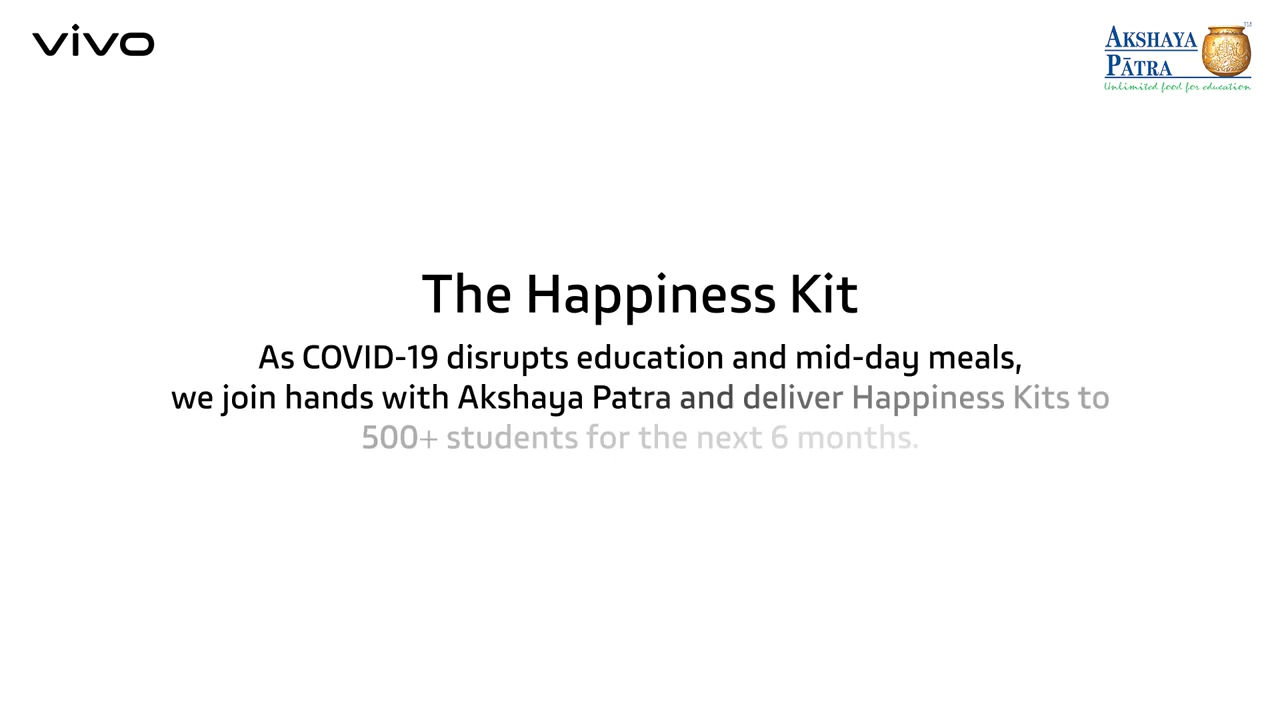 vivo
AKSHAYA
PĀTRA
TM
Unlimited food for education
The Happiness Kit
As COVID-19 disrupts education and mid-day meals,
we join hands with Akshaya Patra and deliver Happiness Kits to
500+ students for the next 6 months.